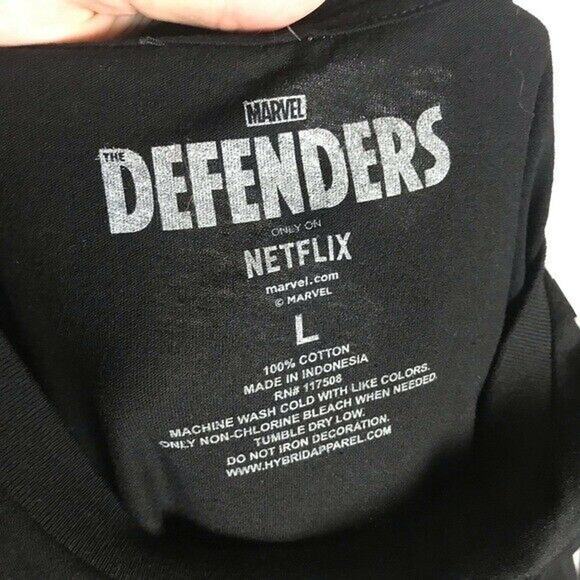 MARVEL
THE
DEFENDERS
ONLY ON
NETFLIX
marvel.com
© MARVEL
L
100% COTTON
MADE IN INDONESIA
RN# 117508
MACHINE WASH COLD WITH LIKE COLORS.
ONLY NON-CHLORINE BLEACH WHEN NEEDED.
TUMBLE DRY LOW.
DO NOT IRON DECORATION.
WWW.HYBRIDAPPAREL.COM